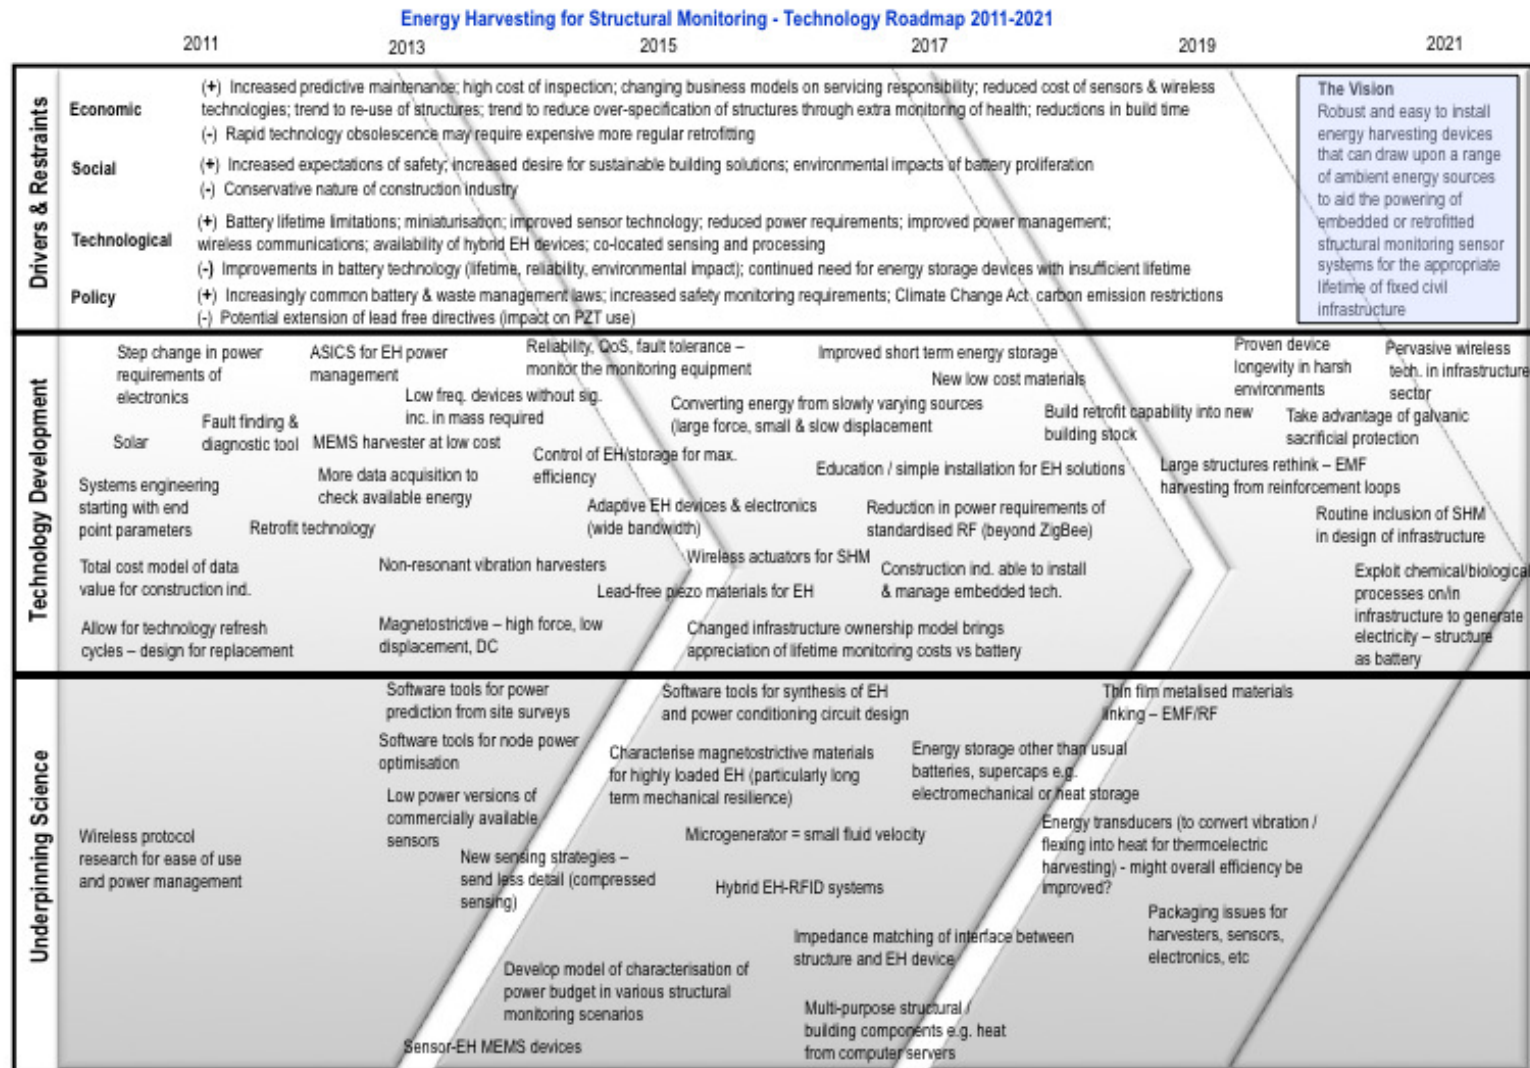 Energy Harvesting for Structural Monitoring - Technology Roadmap 2011-2021
2011 2013 2015 2017 2019 2021
Drivers & Restraints
Economic
(+) Increased predictive maintenance; high cost of inspection; changing business models on servicing responsibility; reduced cost of sensors & wireless
technologies; trend to re-use of structures; trend to reduce over-specification of structures through extra monitoring of health; reductions in build time
(-) Rapid technology obsolescence may require expensive more regular retrofitting
Social
(+) Increased expectations of safety; increased desire for sustainable building solutions; environmental impacts of battery proliferation
(-) Conservative nature of construction industry
Technological
(+) Battery lifetime limitations; miniaturisation; improved sensor technology; reduced power requirements; improved power management;
wireless communications; availability of hybrid EH devices; co-located sensing and processing
(-) Improvements in battery technology (lifetime, reliability, environmental impact); continued need for energy storage devices with insufficient lifetime
Policy
(+) Increasingly common battery & waste management laws; increased safety monitoring requirements; Climate Change Act, carbon emission restrictions
(-) Potential extension of lead free directives (impact on PZT use)
The Vision
Robust and easy to install
energy harvesting devices
that can draw upon a range
of ambient energy sources
to aid the powering of
embedded or retrofitted
structural monitoring sensor
systems for the appropriate
lifetime of fixed civil
infrastructure
Technology Development
Step change in power
requirements of
electronics
ASICS for EH power
management
Reliability, QoS, fault tolerance –
monitor the monitoring equipment
Improved short term energy storage
New low cost materials
Proven device
longevity in harsh
environments
Pervasive wireless
tech. in infrastructure
sector
Low freq. devices without sig.
inc. in mass required
Fault finding &
diagnostic tool
Solar
MEMS harvester at low cost
Converting energy from slowly varying sources
(large force, small & slow displacement
Build retrofit capability into new
building stock
Take advantage of galvanic
sacrificial protection
Control of EH/storage for max.
efficiency
Education / simple installation for EH solutions
Large structures rethink – EMF
harvesting from reinforcement loops
Systems engineering
starting with end
point parameters
More data acquisition to
check available energy
Retrofit technology
Adaptive EH devices & electronics
(wide bandwidth)
Reduction in power requirements of
standardised RF (beyond ZigBee)
Routine inclusion of SHM
in design of infrastructure
Total cost model of data
value for construction ind.
Non-resonant vibration harvesters
Wireless actuators for SHM
Lead-free piezo materials for EH
Construction ind. able to install
& manage embedded tech.
Exploit chemical/biological
processes on/in
infrastructure to generate
electricity – structure
as battery
Allow for technology refresh
cycles – design for replacement
Magnetostrictive – high force, low
displacement, DC
Changed infrastructure ownership model brings
appreciation of lifetime monitoring costs vs battery
Underpinning Science
Software tools for power
prediction from site surveys
Software tools for synthesis of EH
and power conditioning circuit design
Thin film metalised materials
linking – EMF/RF
Software tools for node power
optimisation
Characterise magnetostrictive materials
for highly loaded EH (particularly long
term mechanical resilience)
Energy storage other than usual
batteries, supercaps e.g.
electromechanical or heat storage
Low power versions of
commercially available
sensors
Wireless protocol
research for ease of use
and power management
Microgenerator = small fluid velocity
Energy transducers (to convert vibration /
flexing into heat for thermoelectric
harvesting) - might overall efficiency be
improved?
New sensing strategies –
send less detail (compressed
sensing)
Hybrid EH-RFID systems
Packaging issues for
harvesters, sensors,
electronics, etc
Impedance matching of interface between
structure and EH device
Develop model of characterisation of
power budget in various structural
monitoring scenarios
Multi-purpose structural /
building components e.g. heat
from computer servers
Sensor-EH MEMS devices